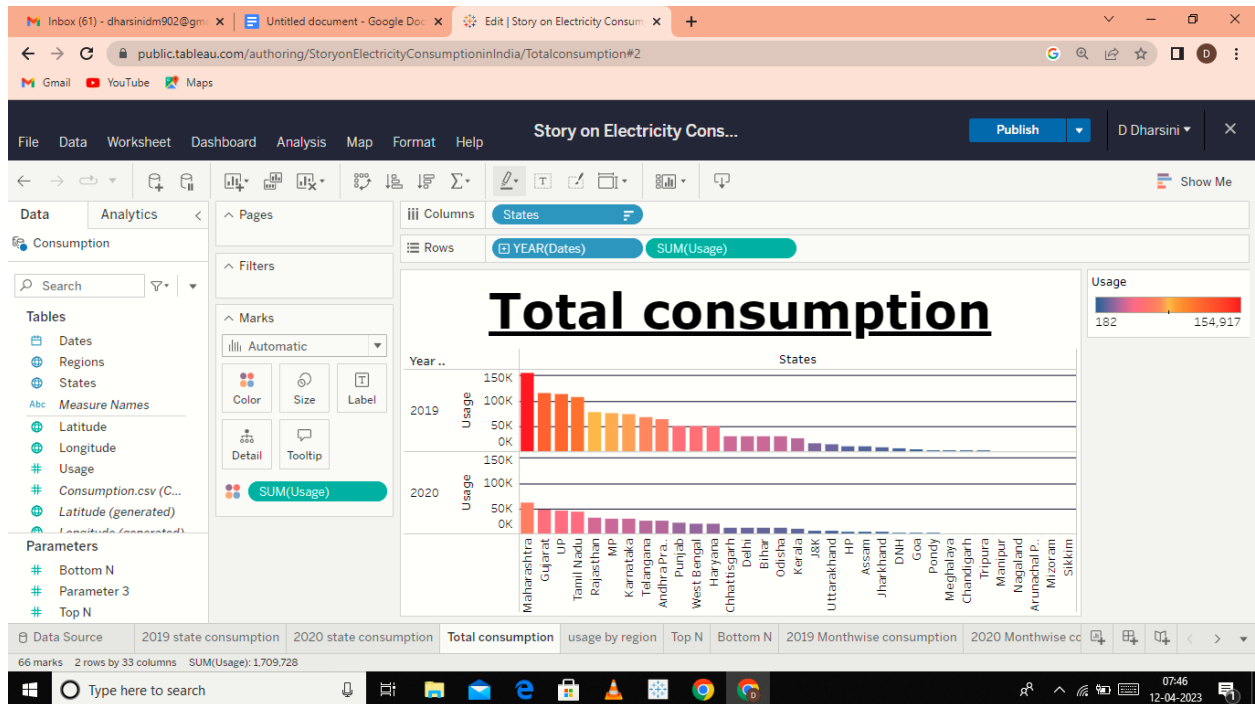 Inbox (61) - dharsinidm902@gm
Untitled document - Google Doc
Edit | Story on Electricity Consum
public.tableau.com/authoring/StoryonElectricityConsumptioninIndia/Totalconsumption#2
G D
Gmail YouTube Maps
Story on Electricity Cons...
File Data Worksheet Dashboard Analysis Map Format Help
Publish D Dharsini
Show Me
Data Analytics
Pages
Columns States
Consumption
Rows YEAR(Dates) SUM(Usage)
Filters
Search
Tables
Dates
Regions
States
Abc Measure Names
Latitude
Longitude
Usage
Consumption.csv (C...
Latitude (generated)
Longitude (generated)
Parameters
Bottom N
Parameter 3
Top N
Marks
Automatic
Color Size Label
Detail Tooltip
SUM(Usage)
Total consumption
Usage
182 154,917
Year .. States
2019
Usage
150K
100K
50K
0K
2020
Usage
150K
100K
50K
0K
Maharashtra
Gujarat
UP
Tamil Nadu
Rajasthan
MP
Karnataka
Telangana
Andhra Pra..
Punjab
West Bengal
Haryana
Chhattisgarh
Delhi
Bihar
Odisha
Kerala
J&K
Uttarakhand
HP
Assam
Jharkhand
DNH
Goa
Pondy
Meghalaya
Chandigarh
Tripura
Manipur
Nagaland
Arunachal P..
Mizoram
Sikkim
Data Source 2019 state consumption 2020 state consumption Total consumption usage by region Top N Bottom N 2019 Monthwise consumption 2020 Monthwise cc
66 marks 2 rows by 33 columns SUM(Usage): 1,709,728
Type here to search
07:46
12-04-2023
1